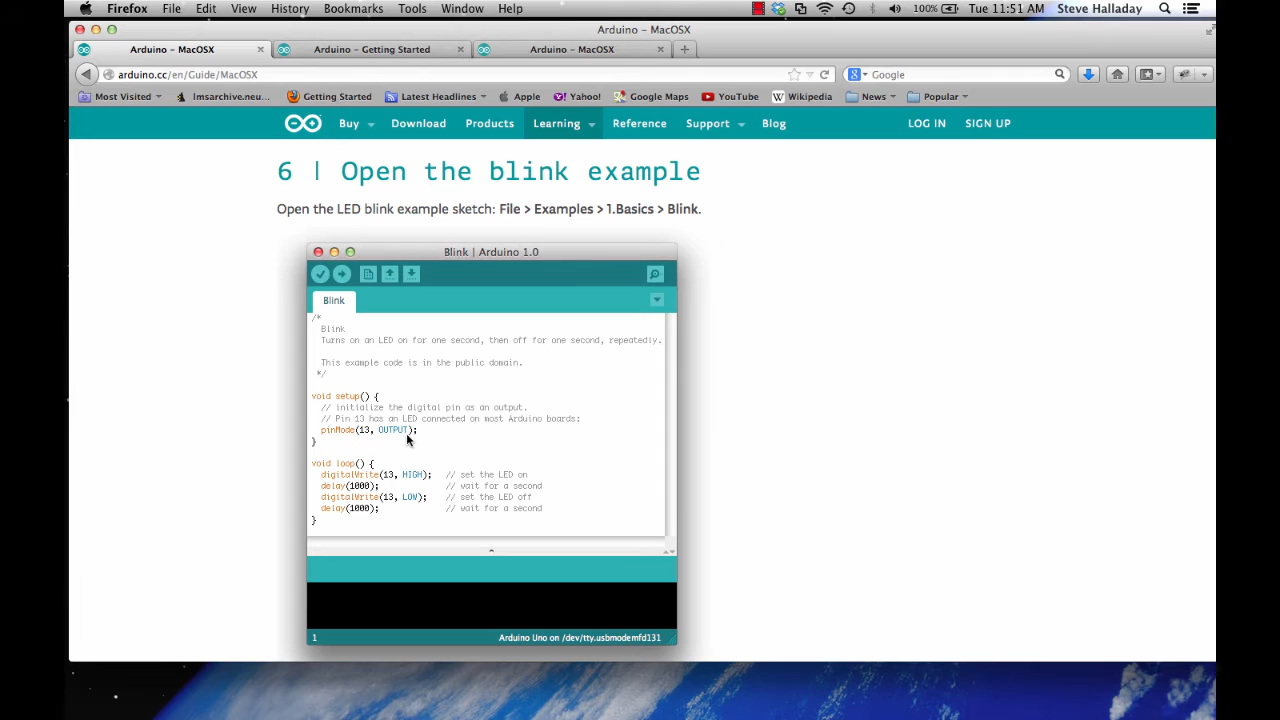 Firefox File Edit View History Bookmarks Tools Window Help 100% Tue 11:51 AM Steve Halladay
Arduino – MacOSX
Arduino – MacOSX Arduino – Getting Started Arduino – MacOSX
arduino.cc/en/Guide/MacOSX Google
Most Visited lmsarchive.neu... Getting Started Latest Headlines Apple Yahoo! Google Maps YouTube Wikipedia News Popular
Buy Download Products Learning Reference Support Blog LOG IN SIGN UP
6 | Open the blink example
Open the LED blink example sketch: File > Examples > 1.Basics > Blink.
Blink | Arduino 1.0
Blink
/*
Blink
Turns on an LED on for one second, then off for one second, repeatedly.
This example code is in the public domain.
*/
void setup() {
// initialize the digital pin as an output.
// Pin 13 has an LED connected on most Arduino boards:
pinMode(13, OUTPUT);
}
void loop() {
digitalWrite(13, HIGH); // set the LED on
delay(1000); // wait for a second
digitalWrite(13, LOW); // set the LED off
delay(1000); // wait for a second
}
1 Arduino Uno on /dev/tty.usbmodemfd131